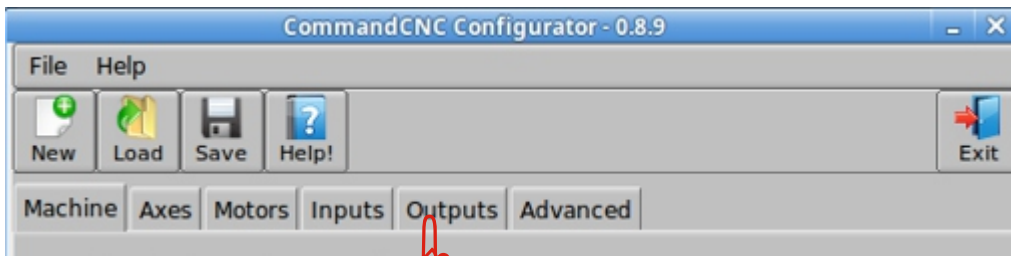 CommandCNC Configurator - 0.8.9
File Help
New Load Save Help! Exit
Machine Axes Motors Inputs Outputs Advanced